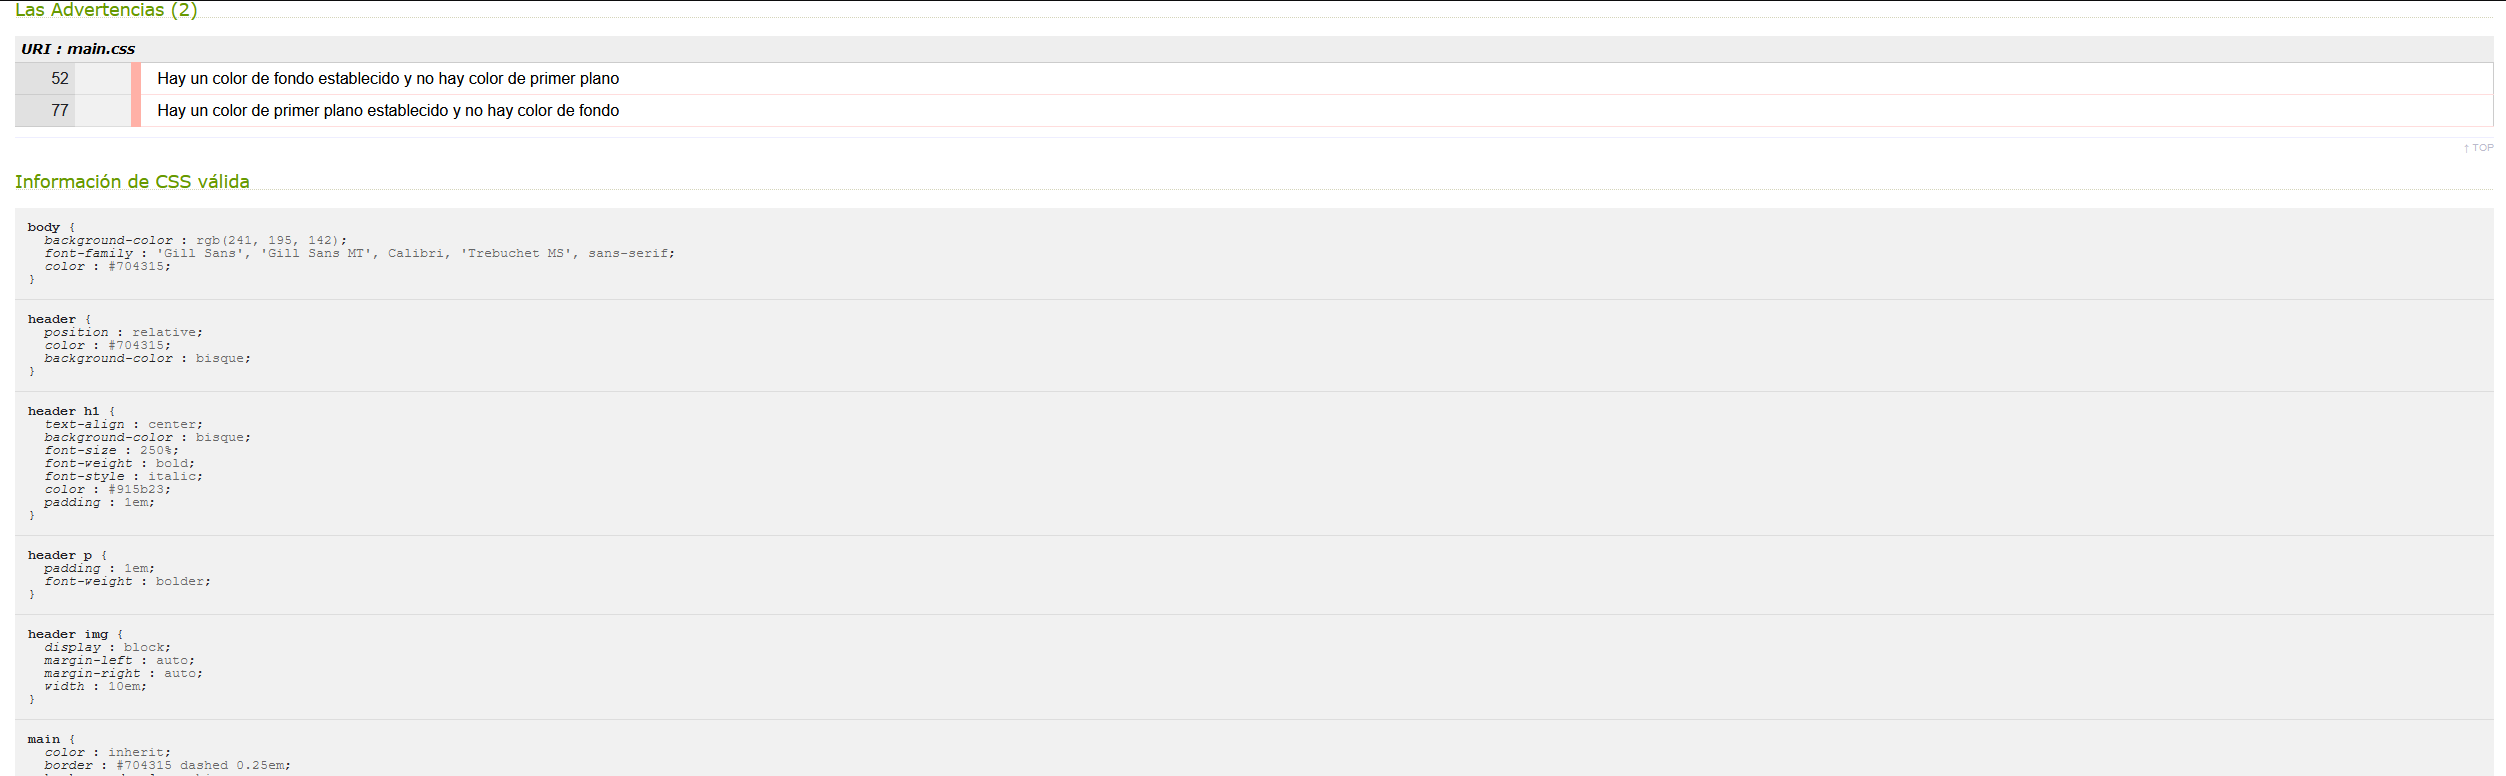 Las Advertencias (2)
URI : main.css
52 Hay un color de fondo establecido y no hay color de primer plano
77 Hay un color de primer plano establecido y no hay color de fondo
↑ TOP
Información de CSS válida
body {
background-color : rgb(241, 195, 142);
font-family : 'Gill Sans', 'Gill Sans MT', Calibri, 'Trebuchet MS', sans-serif;
color : #704315;
}
header {
position : relative;
color : #704315;
background-color : bisque;
}
header h1 {
text-align : center;
background-color : bisque;
font-size : 250%;
font-weight : bold;
font-style : italic;
color : #915b23;
padding : 1em;
}
header p {
padding : 1em;
font-weight : bolder;
}
header img {
display : block;
margin-left : auto;
margin-right : auto;
width : 10em;
}
main {
color : inherit;
border : #704315 dashed 0.25em;